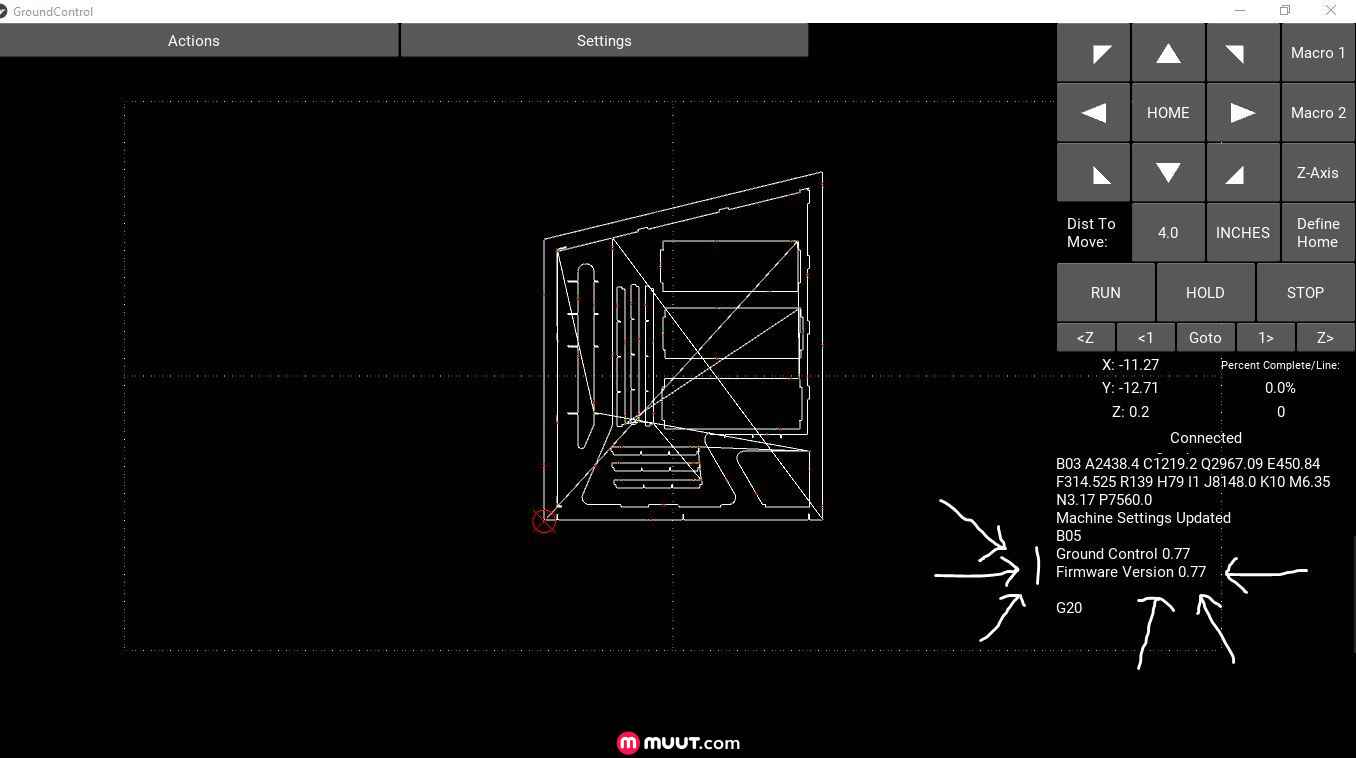 GroundControl
Actions
Settings
Macro 1
HOME
Macro 2
Z-Axis
Dist To
Move:
4.0
INCHES
Define
Home
RUN
HOLD
STOP
<Z
<1
Goto
1>
Z>
X: -11.27
Percent Complete/Line:
Y: -12.71
0.0%
Z: 0.2
0
Connected
B03 A2438.4 C1219.2 Q2967.09 E450.84
F314.525 R139 H79 I1 J8148.0 K10 M6.35
N3.17 P7560.0
Machine Settings Updated
B05
Ground Control 0.77
Firmware Version 0.77
G20
m muut.com